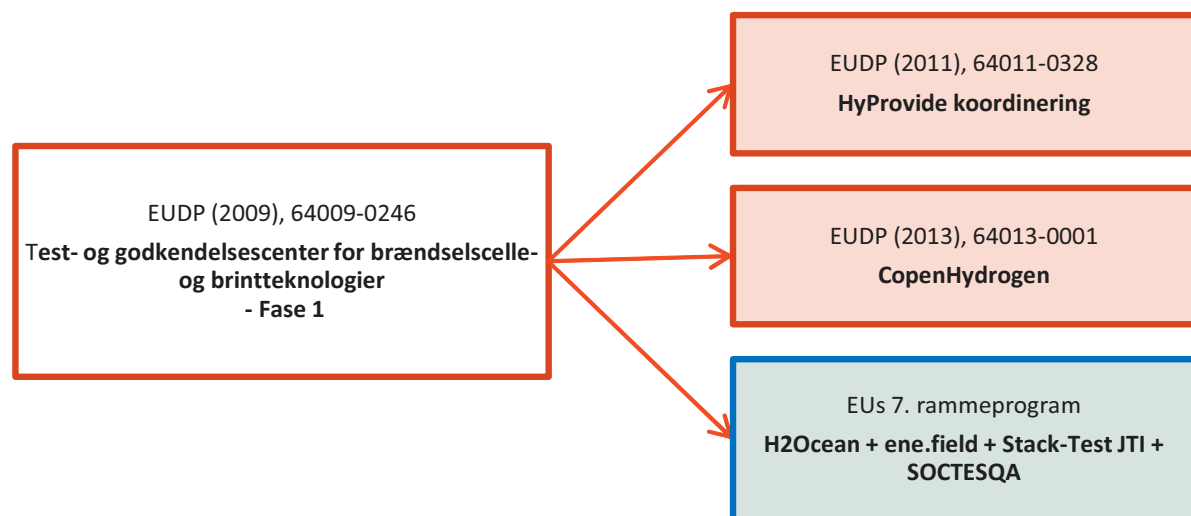 EUDP (2009), 64009-0246
Test- og godkendelsescenter for brændselscelle-
og brintteknologier
- Fase 1
EUDP (2011), 64011-0328
HyProvide koordinering
EUDP (2013), 64013-0001
CopenHydrogen
EUs 7. rammeprogram
H2Ocean + ene.field + Stack-Test JTI +
SOCTESQA